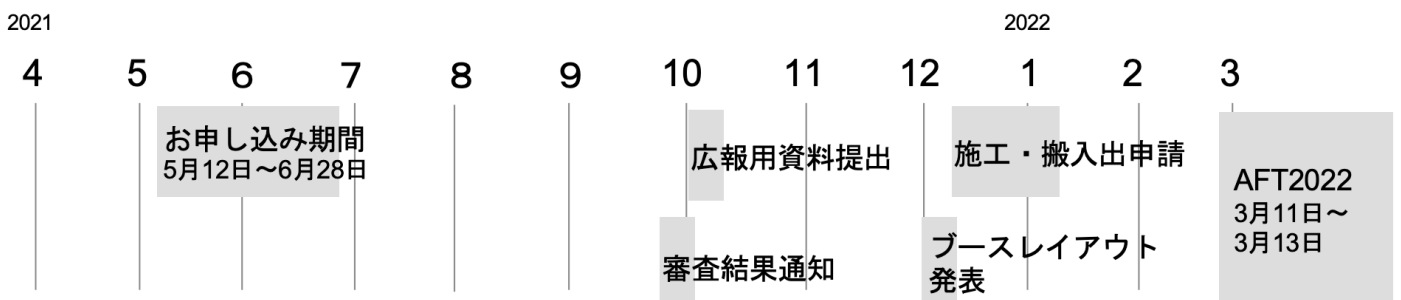 2021
2022
4 5 6 7 8 9 10 11 12 1 2 3
お申し込み期間
5月12日〜6月28日
広報用資料提出
施工・搬入出申請
AFT2022
3月11日〜
3月13日
審査結果通知
ブースレイアウト
発表